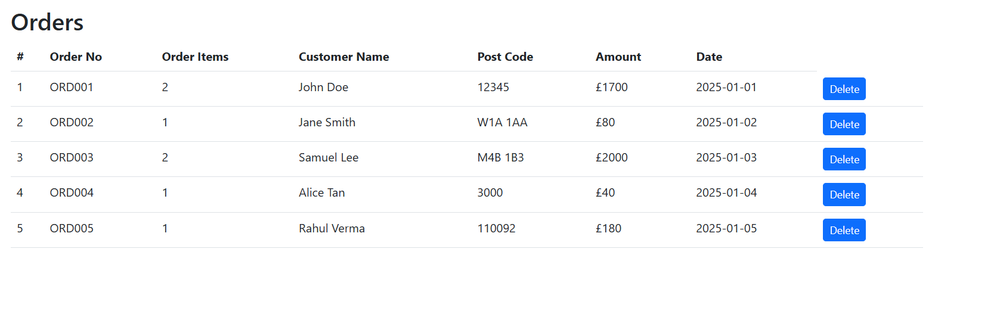 Orders
# Order No Order Items Customer Name Post Code Amount Date
1 ORD001 2 John Doe 12345 £1700 2025-01-01 Delete
2 ORD002 1 Jane Smith W1A 1AA £80 2025-01-02 Delete
3 ORD003 2 Samuel Lee M4B 1B3 £2000 2025-01-03 Delete
4 ORD004 1 Alice Tan 3000 £40 2025-01-04 Delete
5 ORD005 1 Rahul Verma 110092 £180 2025-01-05 Delete